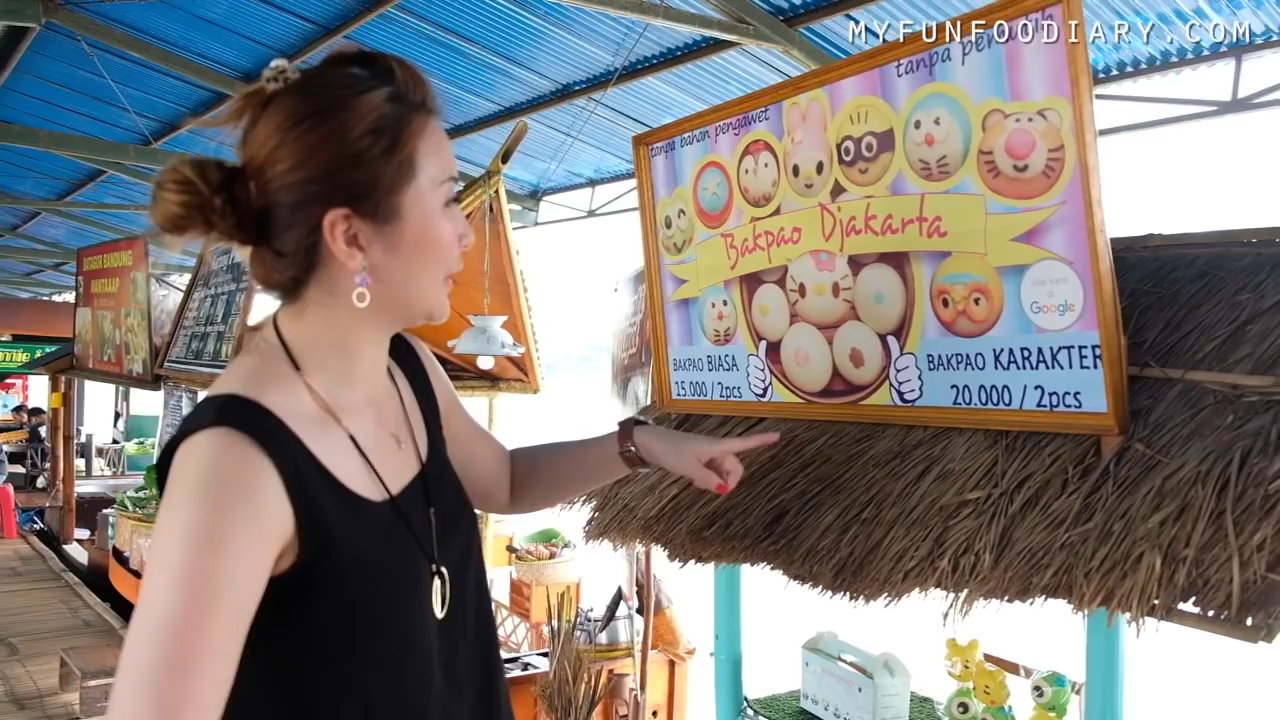 MYFUNFOODIARY.COM
tanpa bahan pengawet
tanpa
Bakpao Djakarta
Google
BAKPAO BIASA
15.000 / 2pcs
BAKPAO KARAKTER
20.000 / 2pcs
BATAGOR BANDUNG
MANTAAAP